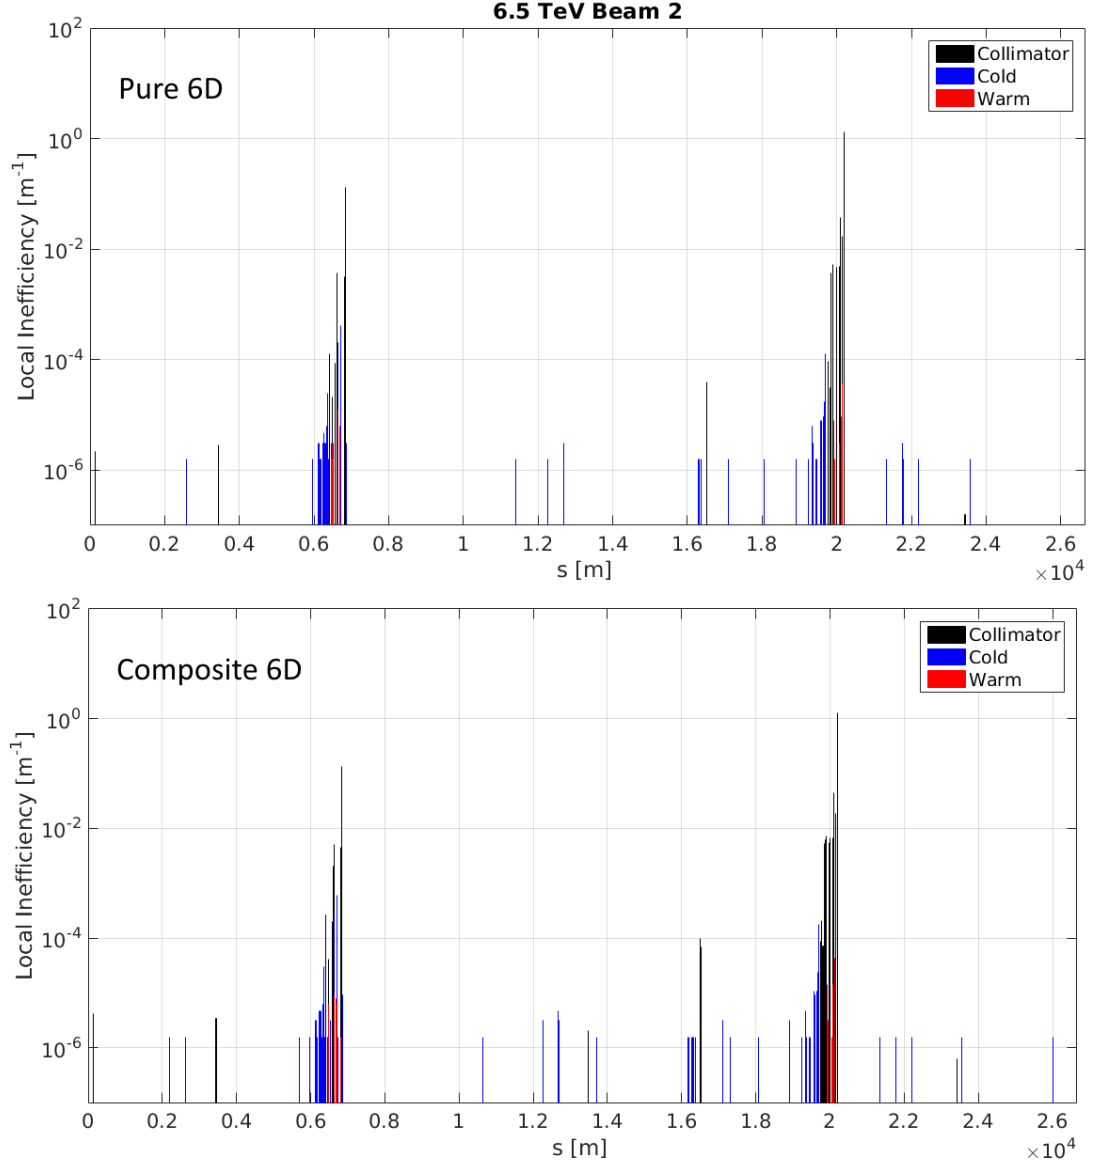 6.5 TeV Beam 2
10^2
10^0
10^-2
10^-4
10^-6
Local Inefficiency [m^-1]
Pure 6D
Collimator
Cold
Warm
0 0.2 0.4 0.6 0.8 1 1.2 1.4 1.6 1.8 2 2.2 2.4 2.6
×10^4
s [m]
10^2
10^0
10^-2
10^-4
10^-6
Local Inefficiency [m^-1]
Composite 6D
Collimator
Cold
Warm
0 0.2 0.4 0.6 0.8 1 1.2 1.4 1.6 1.8 2 2.2 2.4 2.6
×10^4
s [m]